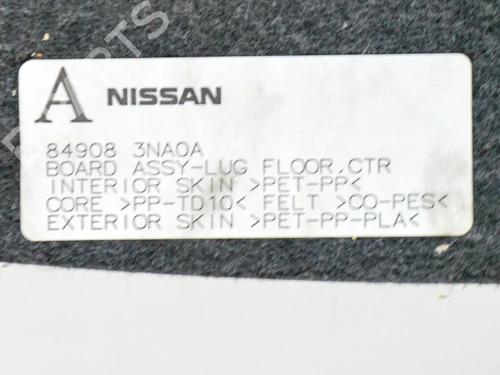 A NISSAN
84908 3NA0A
BOARD ASSY-LUG FLOOR,CTR
INTERIOR SKIN >PET-PP<
CORE >PP-TD10< FELT >CO-PES<
EXTERIOR SKIN >PET-PP-PLA<